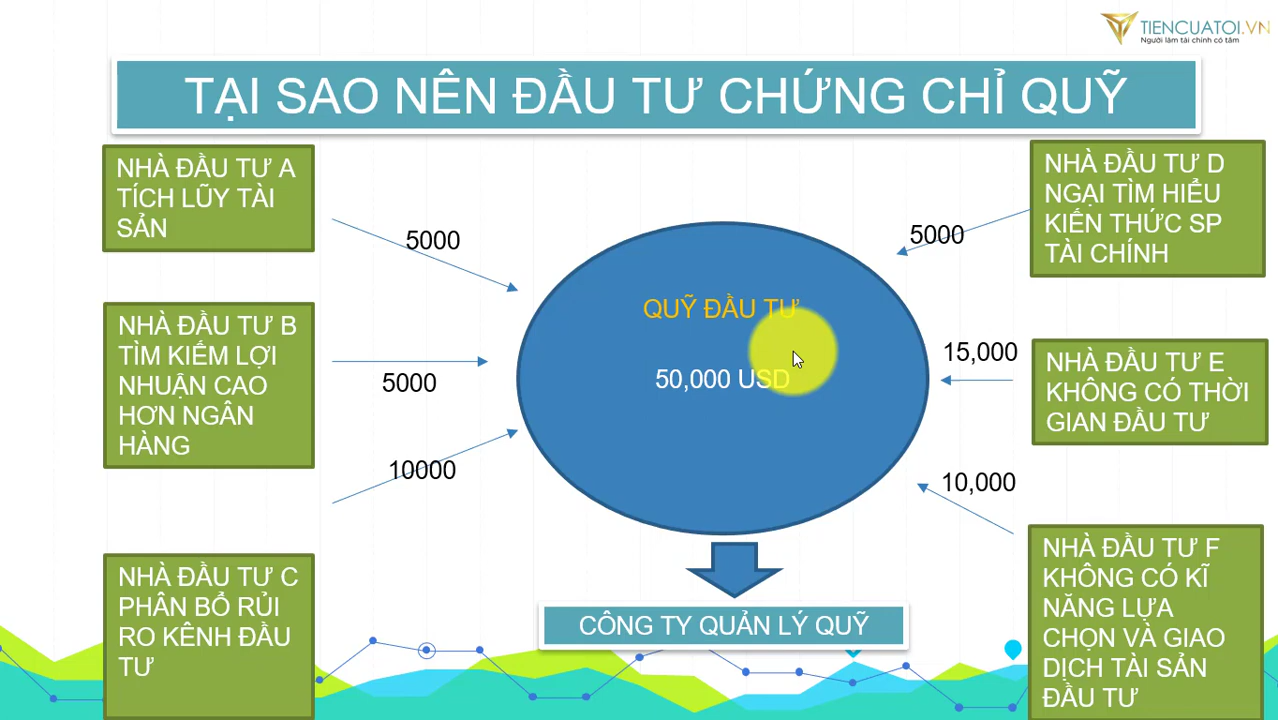 TIENCUATOI.VN
Người làm tài chính có tâm
TẠI SAO NÊN ĐẦU TƯ CHỨNG CHỈ QUỸ
NHÀ ĐẦU TƯ A
TÍCH LŨY TÀI
SẢN
5000
NHÀ ĐẦU TƯ B
TÌM KIẾM LỢI
NHUẬN CAO
HƠN NGÂN
HÀNG
5000
10000
NHÀ ĐẦU TƯ C
PHÂN BỔ RỦI
RO KÊNH ĐẦU
TƯ
QUỸ ĐẦU TƯ
50,000 USD
CÔNG TY QUẢN LÝ QUỸ
NHÀ ĐẦU TƯ D
NGẠI TÌM HIỂU
KIẾN THỨC SP
TÀI CHÍNH
5000
15,000
NHÀ ĐẦU TƯ E
KHÔNG CÓ THỜI
GIAN ĐẦU TƯ
10,000
NHÀ ĐẦU TƯ F
KHÔNG CÓ KĨ
NĂNG LỰA
CHỌN VÀ GIAO
DỊCH TÀI SẢN
ĐẦU TƯ